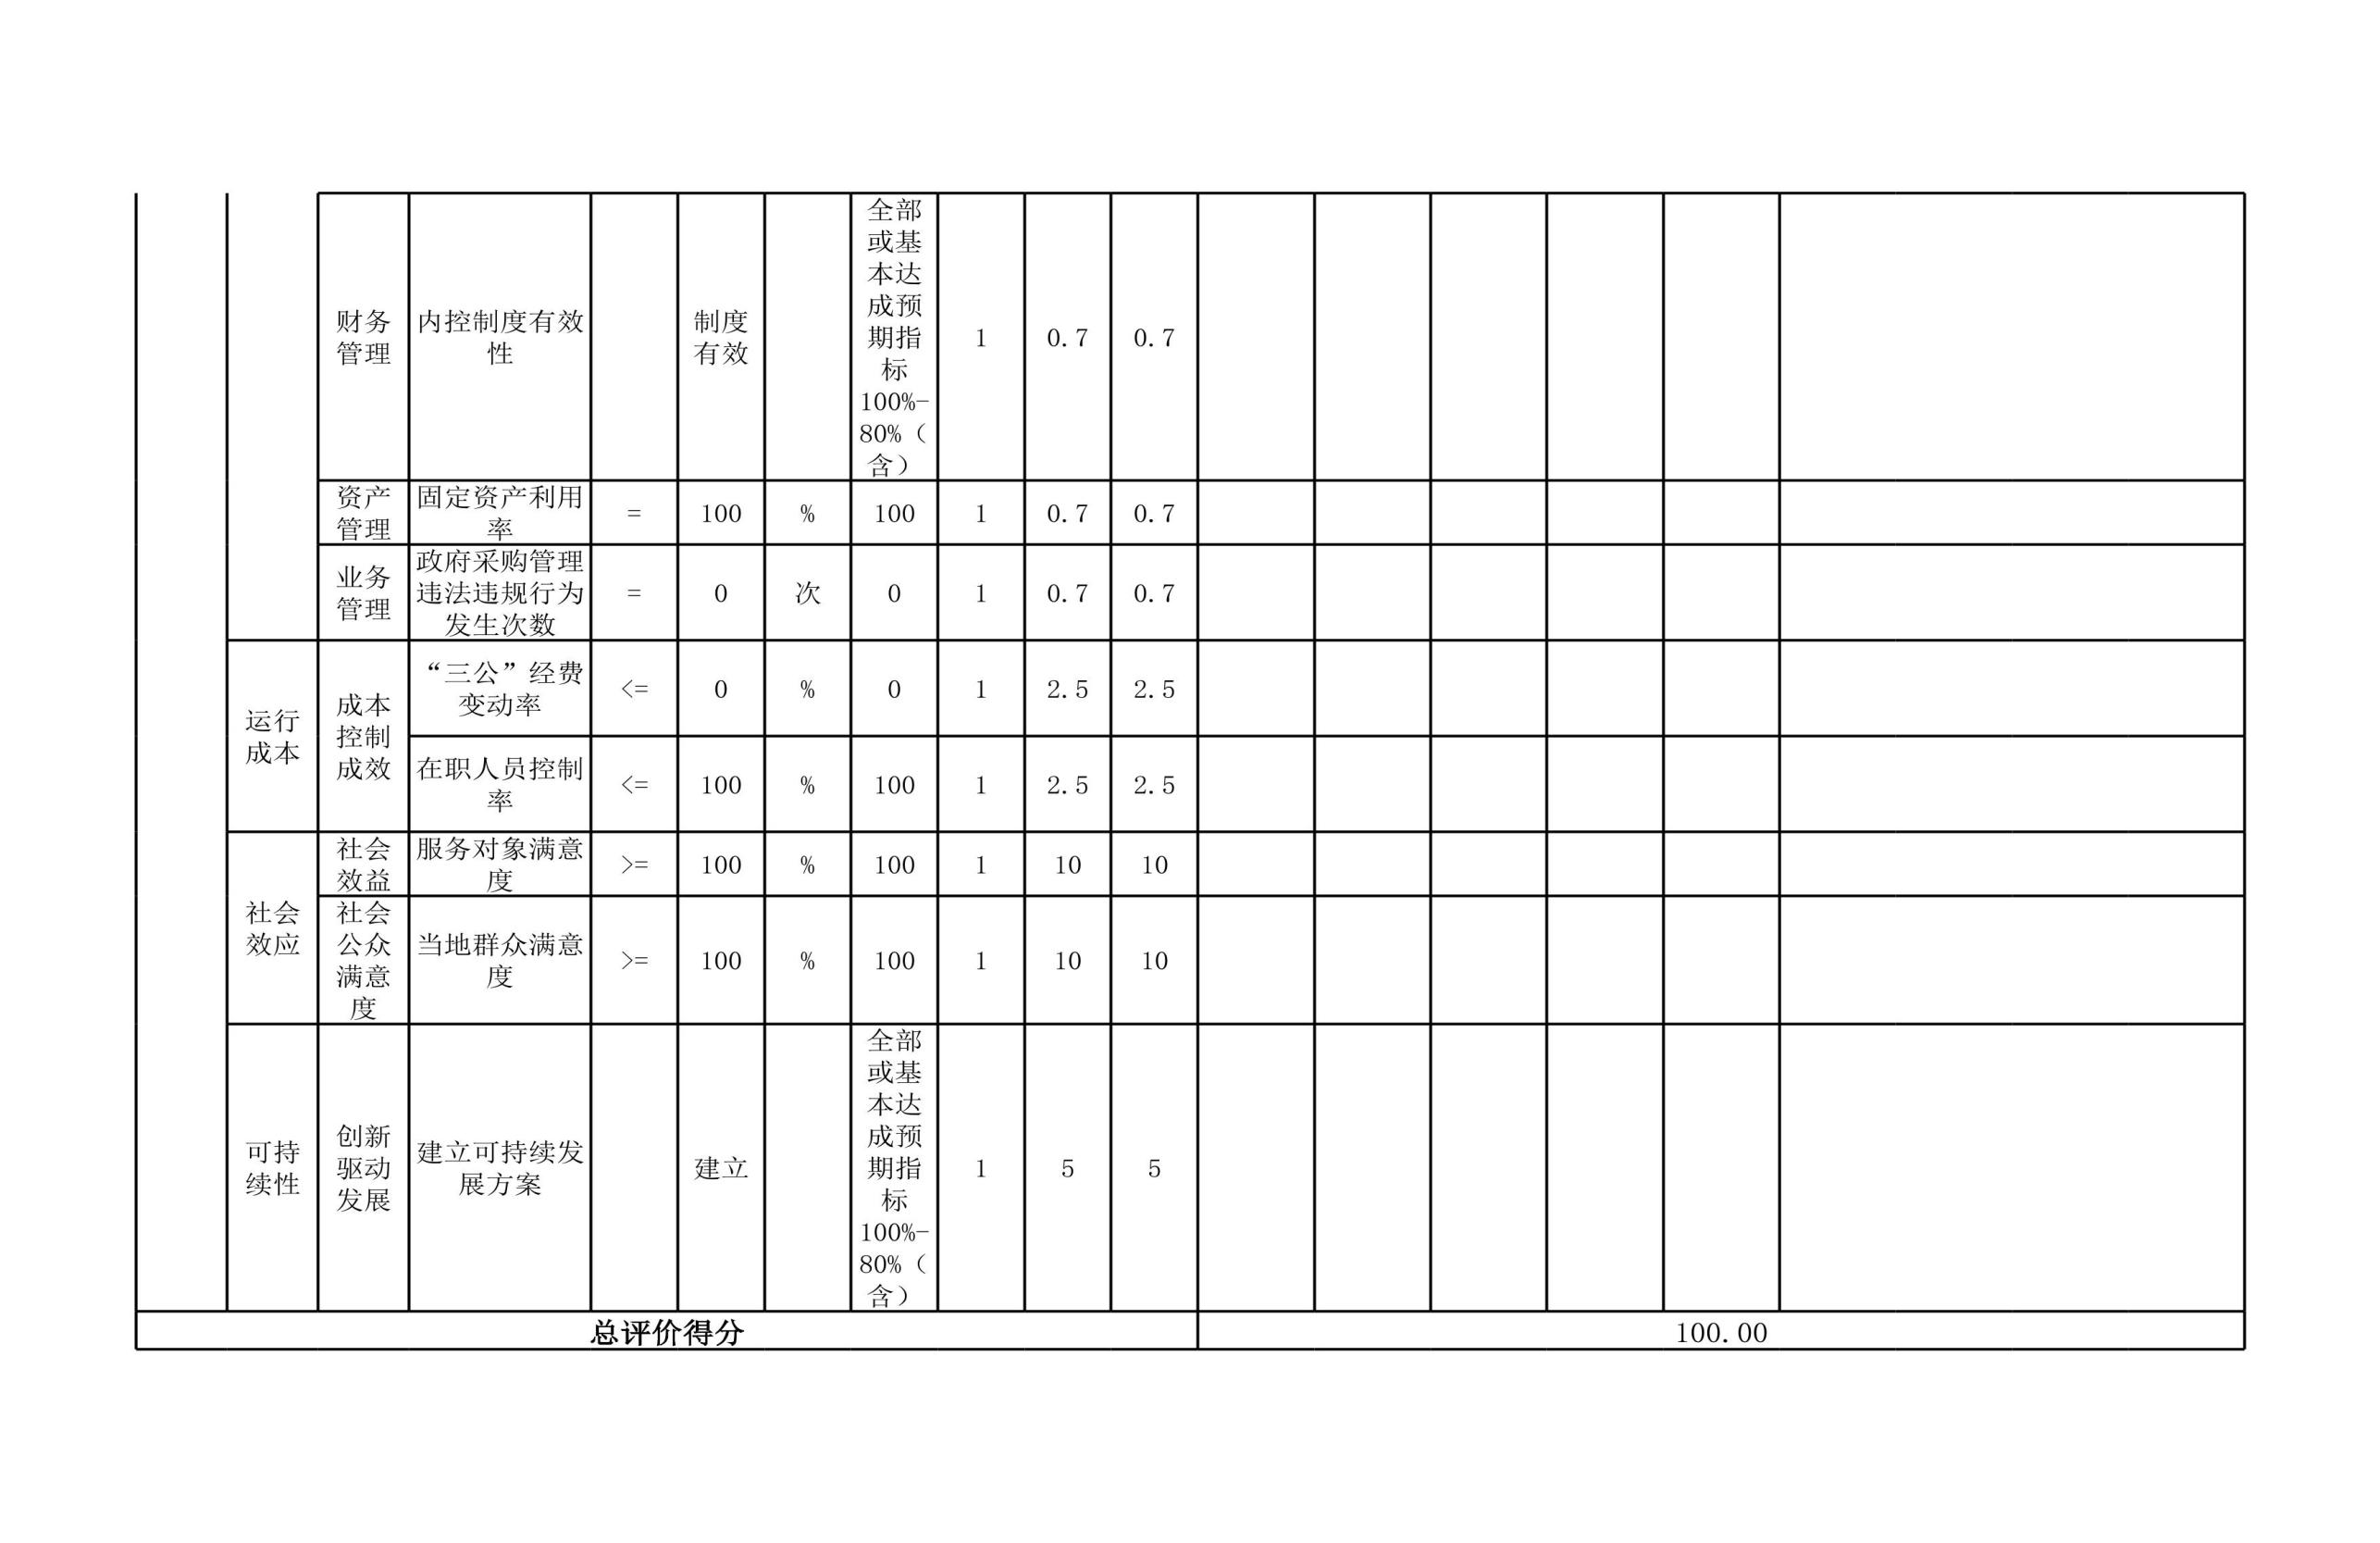 财务
管理
内控制度有效
性
制度
有效
全部
或基
本达
成预
期指
标
100%-
80%（
含）
1
0.7
0.7
资产
管理
固定资产利用
率
=
100
%
100
1
0.7
0.7
业务
管理
政府采购管理
违法违规行为
发生次数
=
0
次
0
1
0.7
0.7
运行
成本
成本
控制
成效
“三公”经费
变动率
<=
0
%
0
1
2.5
2.5
在职人员控制
率
<=
100
%
100
1
2.5
2.5
社会
效应
社会
效益
服务对象满意
度
>=
100
%
100
1
10
10
社会
公众
满意
度
当地群众满意
度
>=
100
%
100
1
10
10
可持
续性
创新
驱动
发展
建立可持续发
展方案
建立
全部
或基
本达
成预
期指
标
100%-
80%（
含）
1
5
5
总评价得分
100.00